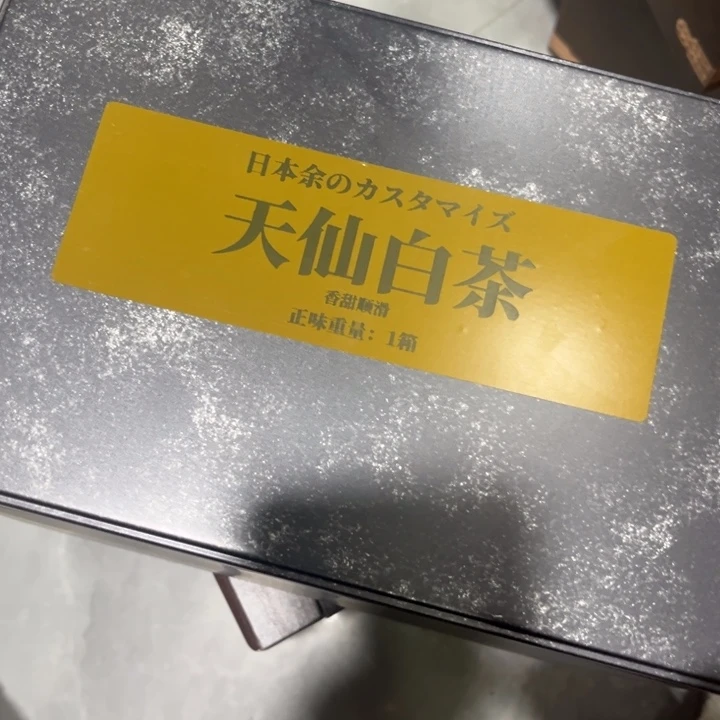 日本余のカスタマイズ
天仙白茶
香甜顺滑
正味重量：1箱